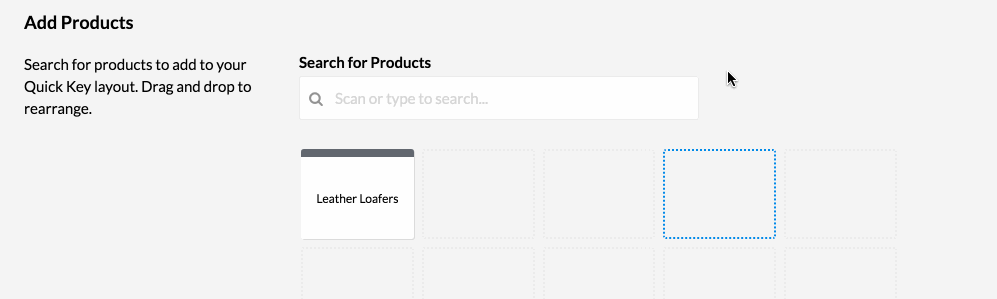 Add Products
Search for products to add to your
Quick Key layout. Drag and drop to
rearrange.
Search for Products
Scan or type to search...
Leather Loafers